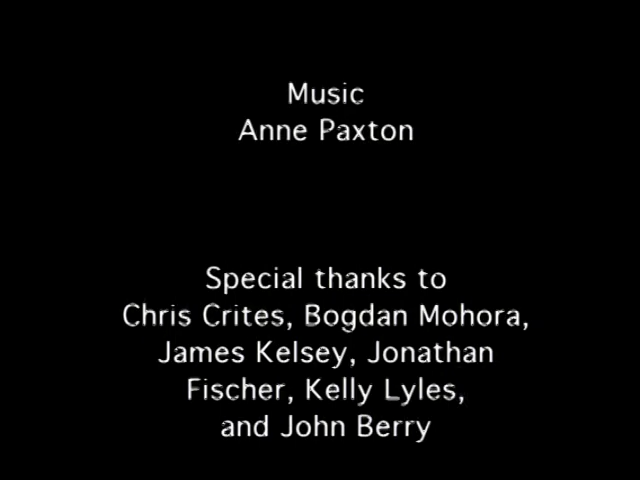 Music
Anne Paxton
Special thanks to
Chris Crites, Bogdan Mohora,
James Kelsey, Jonathan
Fischer, Kelly Lyles,
and John Berry